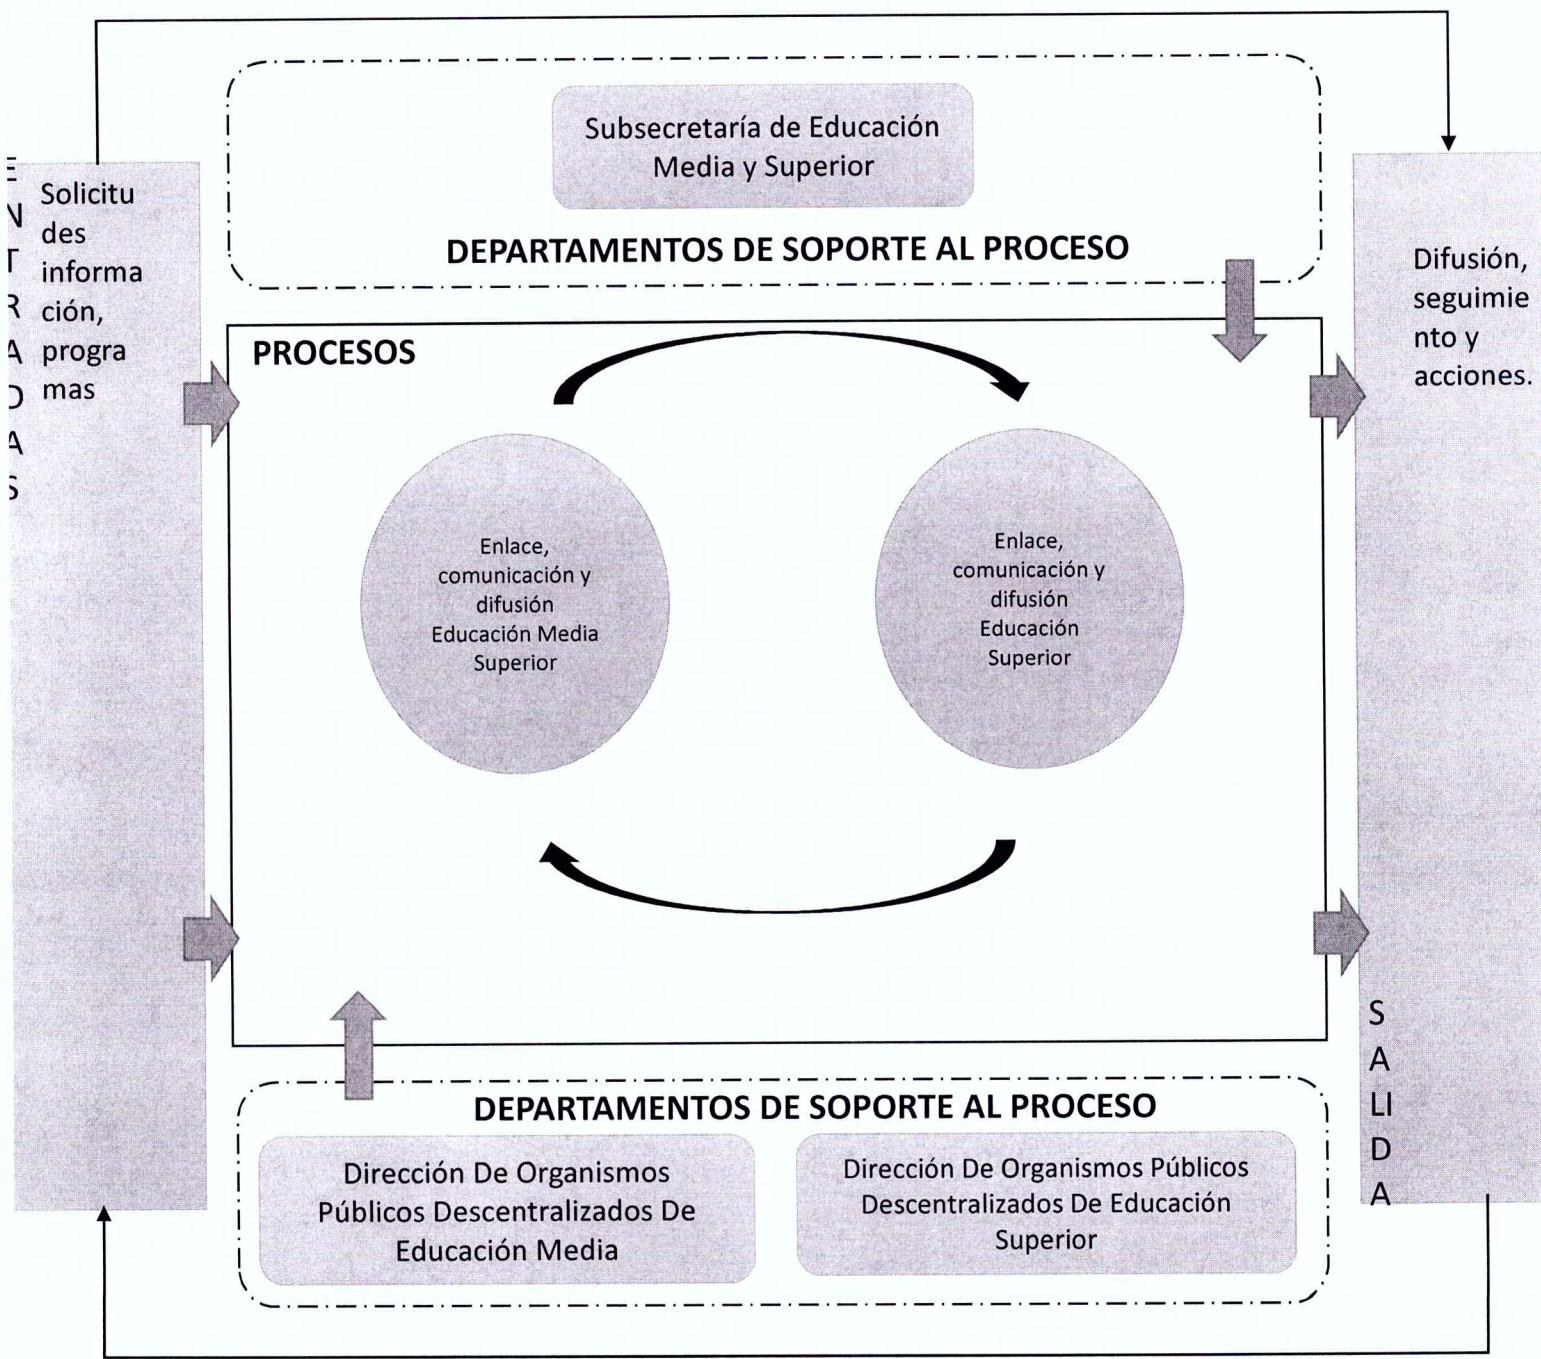 Subsecretaría de Educación
Media y Superior
DEPARTAMENTOS DE SOPORTE AL PROCESO
E
N
T
R
A
D
A
S
Solicitu
des
informa
ción,
progra
mas
PROCESOS
Enlace,
comunicación y
difusión
Educación Media
Superior
Enlace,
comunicación y
difusión
Educación
Superior
Difusión,
seguimie
nto y
acciones.
S
A
LI
D
A
DEPARTAMENTOS DE SOPORTE AL PROCESO
Dirección De Organismos
Públicos Descentralizados De
Educación Media
Dirección De Organismos Públicos
Descentralizados De Educación
Superior